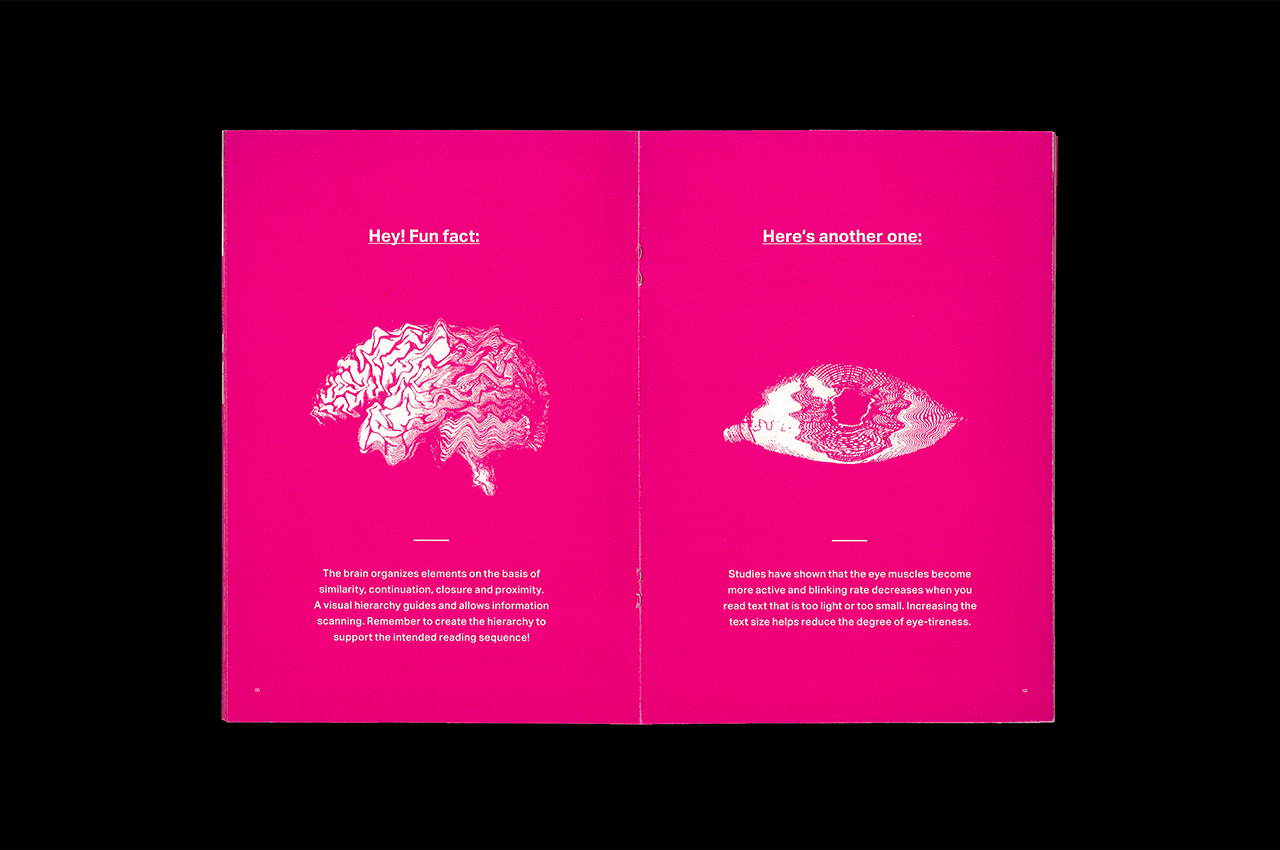 Hey! Fun fact:
The brain organizes elements on the basis of
similarity, continuation, closure and proximity.
A visual hierarchy guides and allows information
scanning. Remember to create the hierarchy to
support the intended reading sequence!
8
Here's another one:
Studies have shown that the eye muscles become
more active and blinking rate decreases when you
read text that is too light or too small. Increasing the
text size helps reduce the degree of eye-tireness.
9